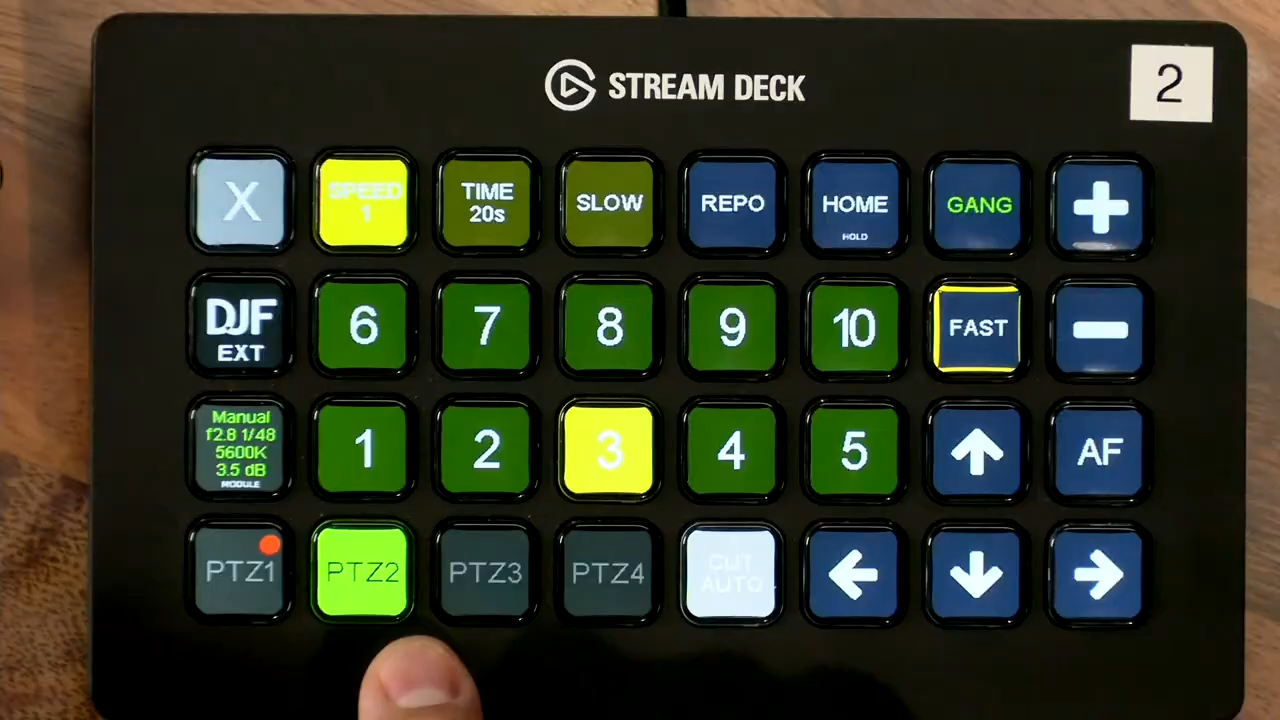 STREAM DECK
2
X
SPEED
1
TIME
20s
SLOW
REPO
HOME
HOLD
GANG
DJF
EXT
6
7
8
9
10
FAST
Manual
f2.8 1/48
5600K
3.5 dB
MODULE
1
2
3
4
5
AF
PTZ1
PTZ2
PTZ3
PTZ4
CUT
AUTO